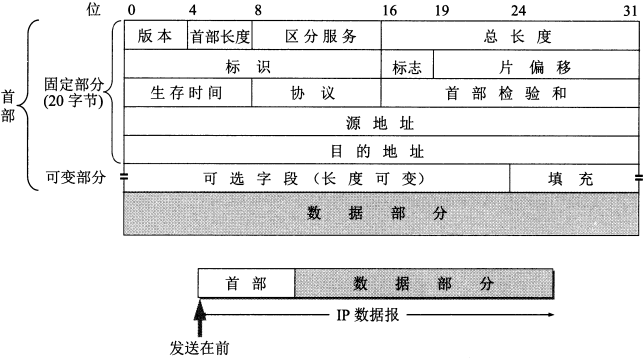 位 0 4 8 16 19 24 31
版本 首部长度 区分服务 总长度
标识 标志 片偏移
固定部分
(20字节)
首部
生存时间 协议 首部检验和
源地址
目的地址
可变部分 可选字段（长度可变） 填充
数据部分
首部 数据部分
IP 数据报
发送在前